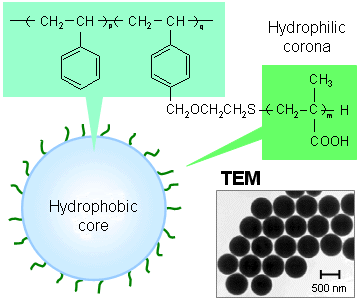 Hydrophilic
corona
—(CH₂—CH)p(CH₂—CH)q—
CH₂OCH₂CH₂S—(CH₂—C)m—H
CH₃
COOH
TEM
Hydrophobic
core
500 nm